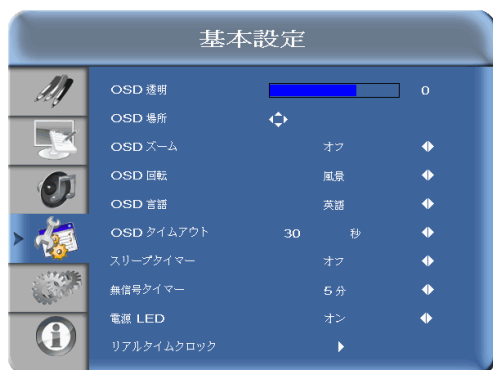 基本設定
OSD 透明 0
OSD 場所
OSD ズーム オフ
OSD 回転 風景
OSD 言語 英語
OSD タイムアウト 30 秒
スリープタイマー オフ
無信号タイマー 5 分
電源 LED オン
リアルタイムクロック